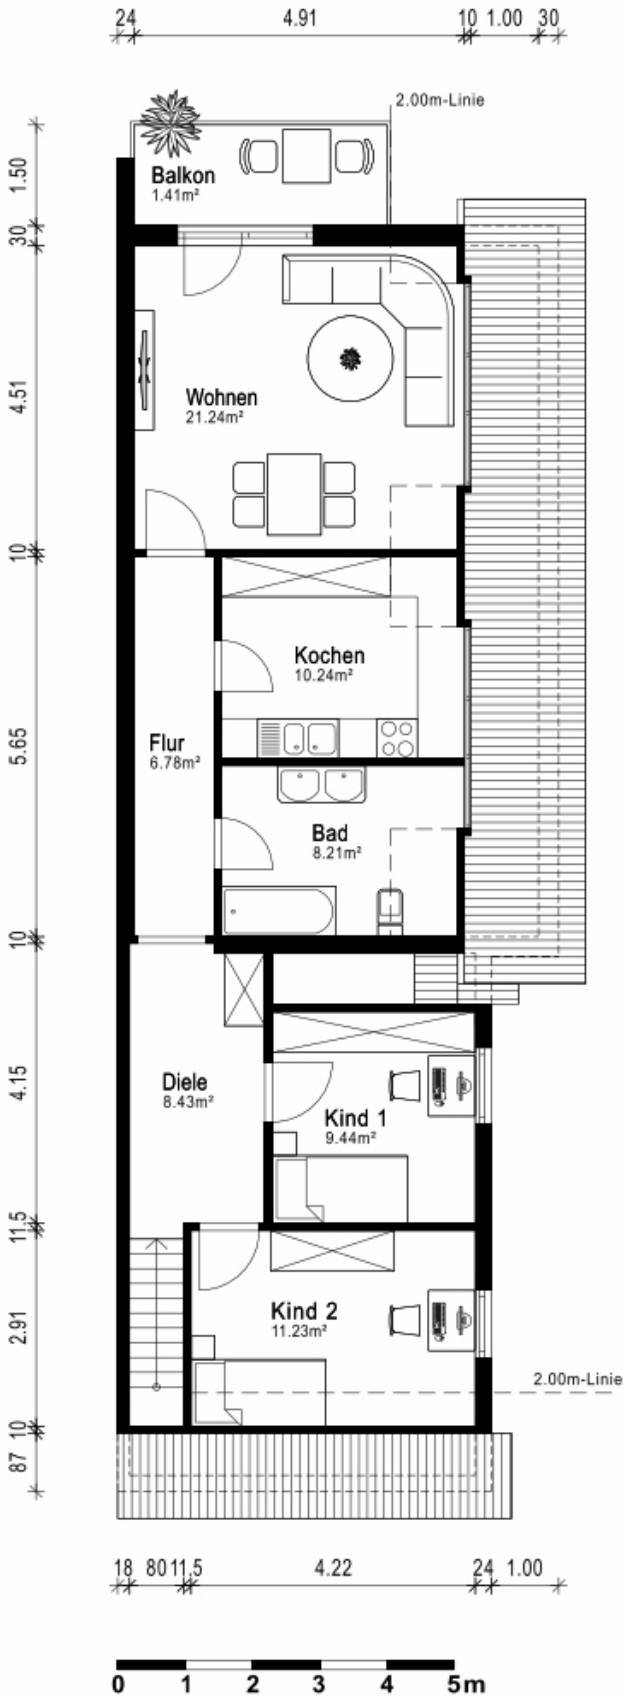 24 4.91 10 1.00 30
2.00m-Linie
1.50
Balkon
1.41m²
30
4.51
Wohnen
21.24m²
10
Kochen
10.24m²
5.65
Flur
6.78m²
Bad
8.21m²
10
4.15
Diele
8.43m²
Kind 1
9.44m²
11.5
2.91
Kind 2
11.23m²
2.00m-Linie
10
87
18 80 11.5 4.22 24 1.00
0 1 2 3 4 5m